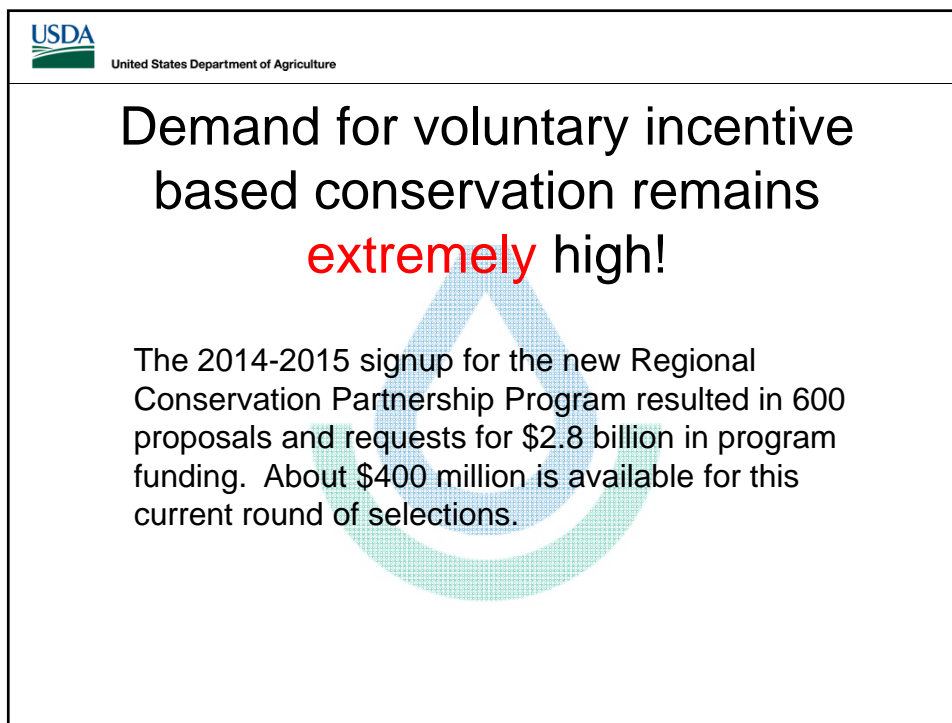 USDA
United States Department of Agriculture
Demand for voluntary incentive
based conservation remains
extremely high!
The 2014-2015 signup for the new Regional
Conservation Partnership Program resulted in 600
proposals and requests for $2.8 billion in program
funding.  About $400 million is available for this
current round of selections.